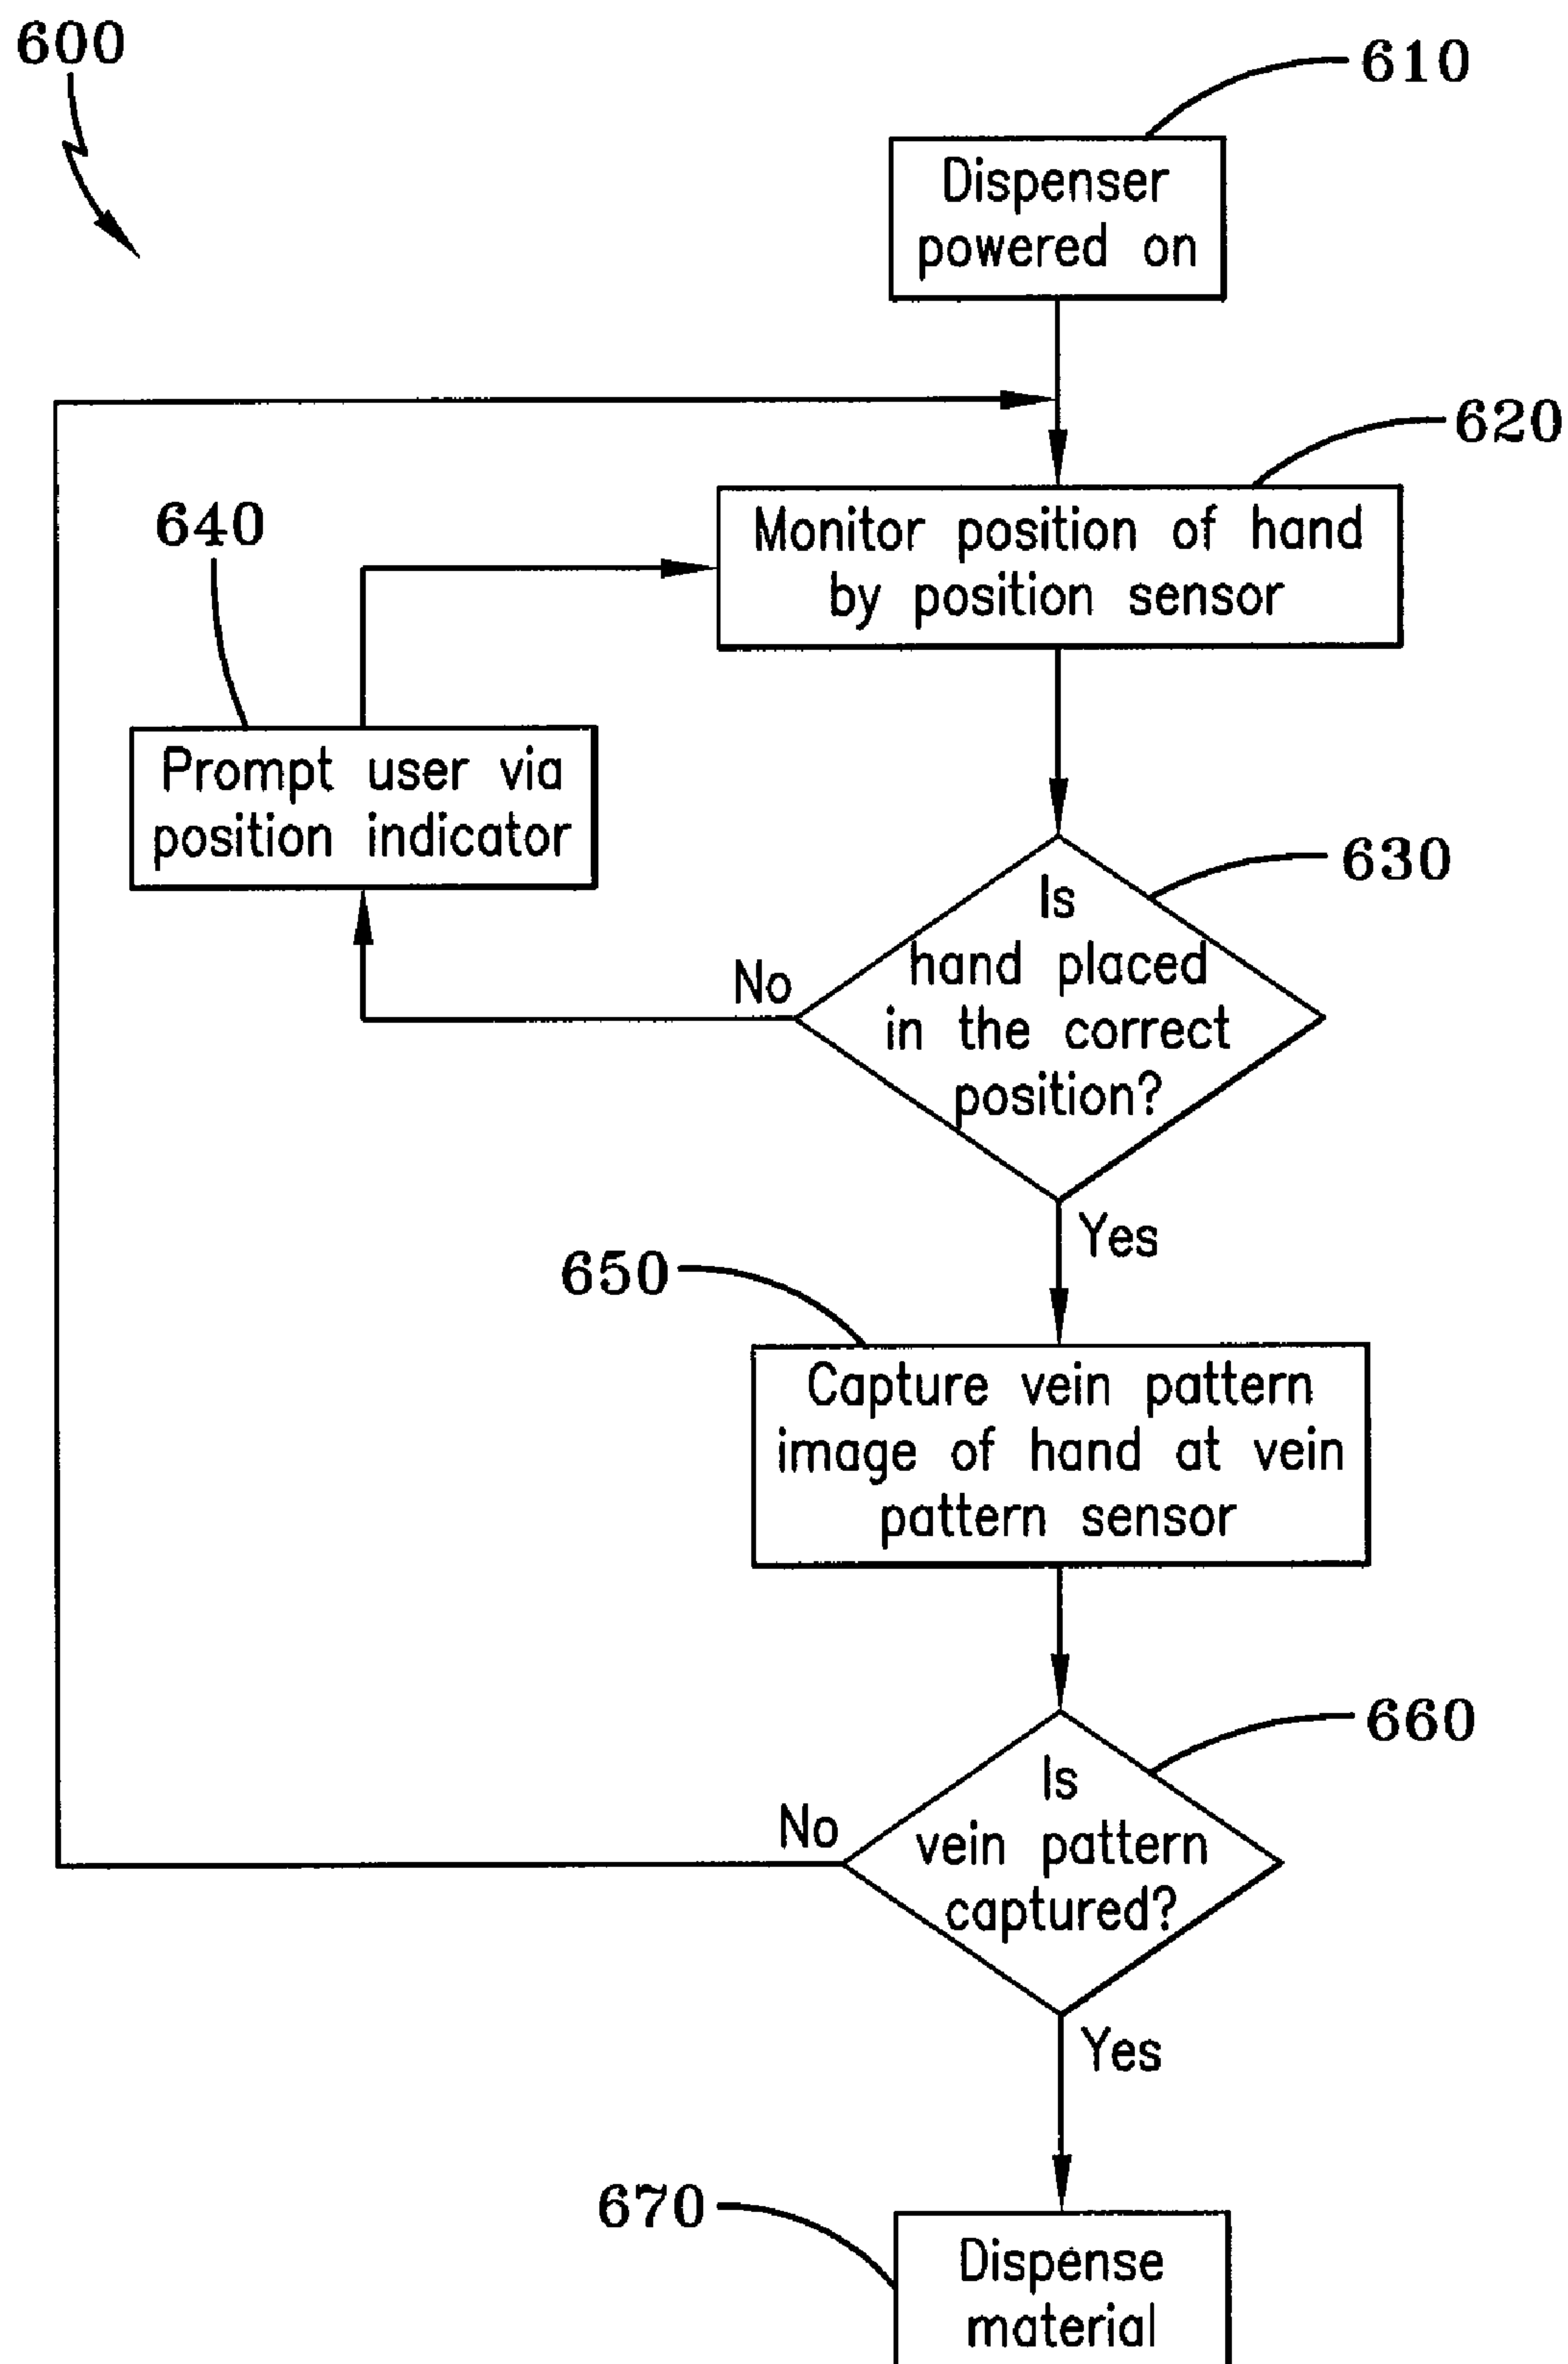 600
610
Dispenser
powered on
620
Monitor position of hand
by position sensor
640
Prompt user via
position indicator
630
Is
hand placed
in the correct
position?
No
Yes
650
Capture vein pattern
image of hand at vein
pattern sensor
660
Is
vein pattern
captured?
No
Yes
670
Dispense
material